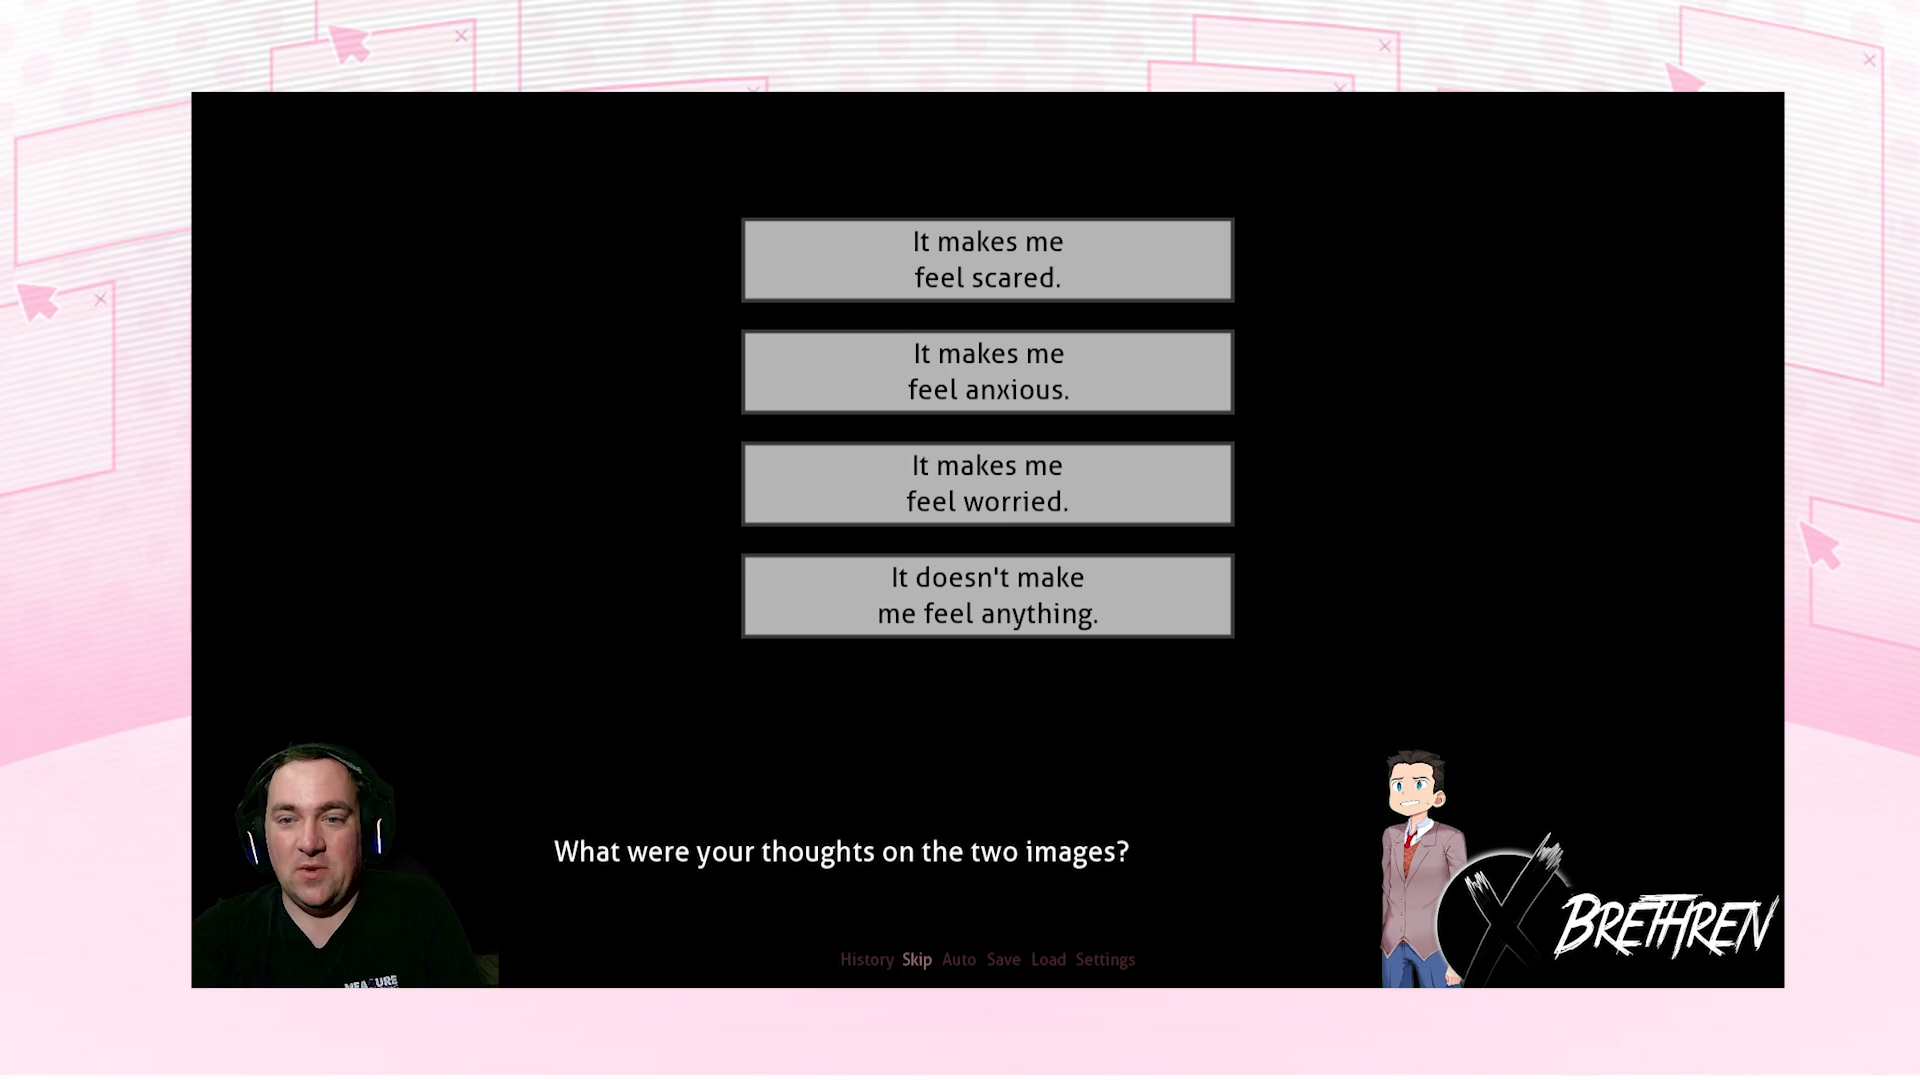 It makes me
feel scared.
It makes me
feel anxious.
It makes me
feel worried.
It doesn't make
me feel anything.
What were your thoughts on the two images?
History Skip Auto Save Load Settings
X
BRETHREN